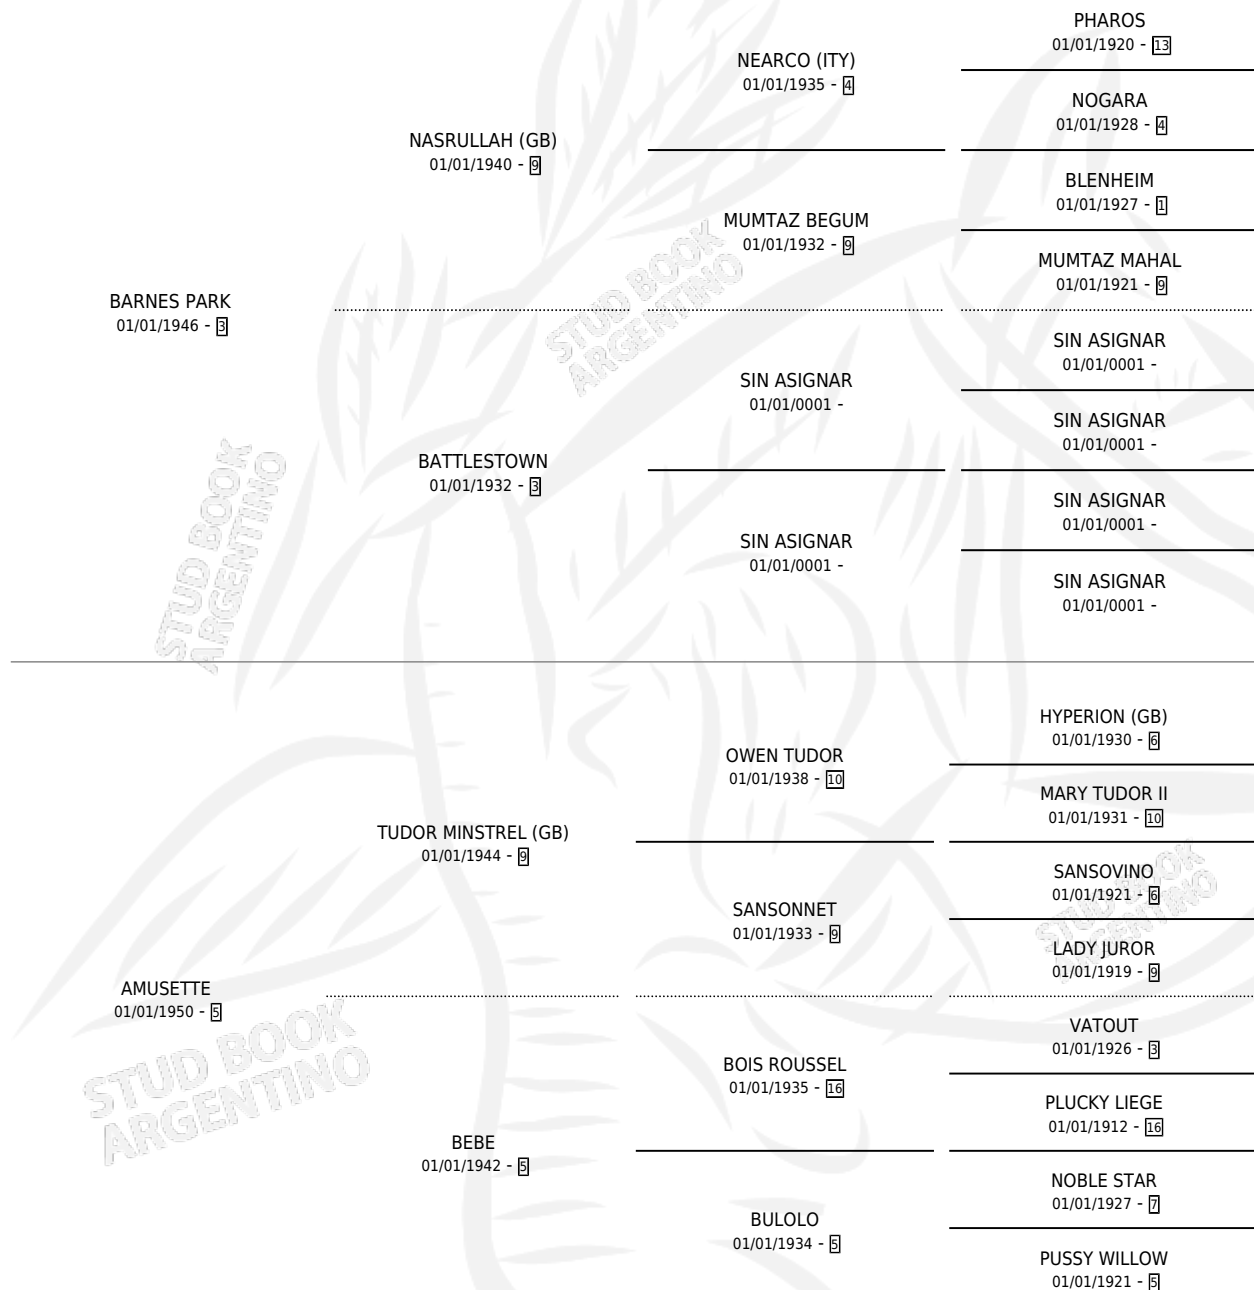 PHAROS
01/01/1920 - 13
NEARCO (ITY)
01/01/1935 - 4
NOGARA
01/01/1928 - 4
NASRULLAH (GB)
01/01/1940 - 9
BLENHEIM
01/01/1927 - 1
MUMTAZ BEGUM
01/01/1932 - 9
MUMTAZ MAHAL
01/01/1921 - 9
BARNES PARK
01/01/1946 - 3
SIN ASIGNAR
01/01/0001 -
SIN ASIGNAR
01/01/0001 -
SIN ASIGNAR
01/01/0001 -
BATTLESTOWN
01/01/1932 - 3
SIN ASIGNAR
01/01/0001 -
SIN ASIGNAR
01/01/0001 -
SIN ASIGNAR
01/01/0001 -
STUD BOOK
ARGENTINO
STUD BOOK
ARGENTINO
HYPERION (GB)
01/01/1930 - 6
OWEN TUDOR
01/01/1938 - 10
MARY TUDOR II
01/01/1931 - 10
TUDOR MINSTREL (GB)
01/01/1944 - 9
SANSOVINO
01/01/1921 - 6
SANSONNET
01/01/1933 - 9
LADY JUROR
01/01/1919 - 9
AMUSETTE
01/01/1950 - 5
VATOUT
01/01/1926 - 3
BOIS ROUSSEL
01/01/1935 - 16
PLUCKY LIEGE
01/01/1912 - 16
BEBE
01/01/1942 - 5
NOBLE STAR
01/01/1927 - 7
BULOLO
01/01/1934 - 5
PUSSY WILLOW
01/01/1921 - 5
STUD BOOK
ARGENTINO
STUD BOOK
ARGENTINO